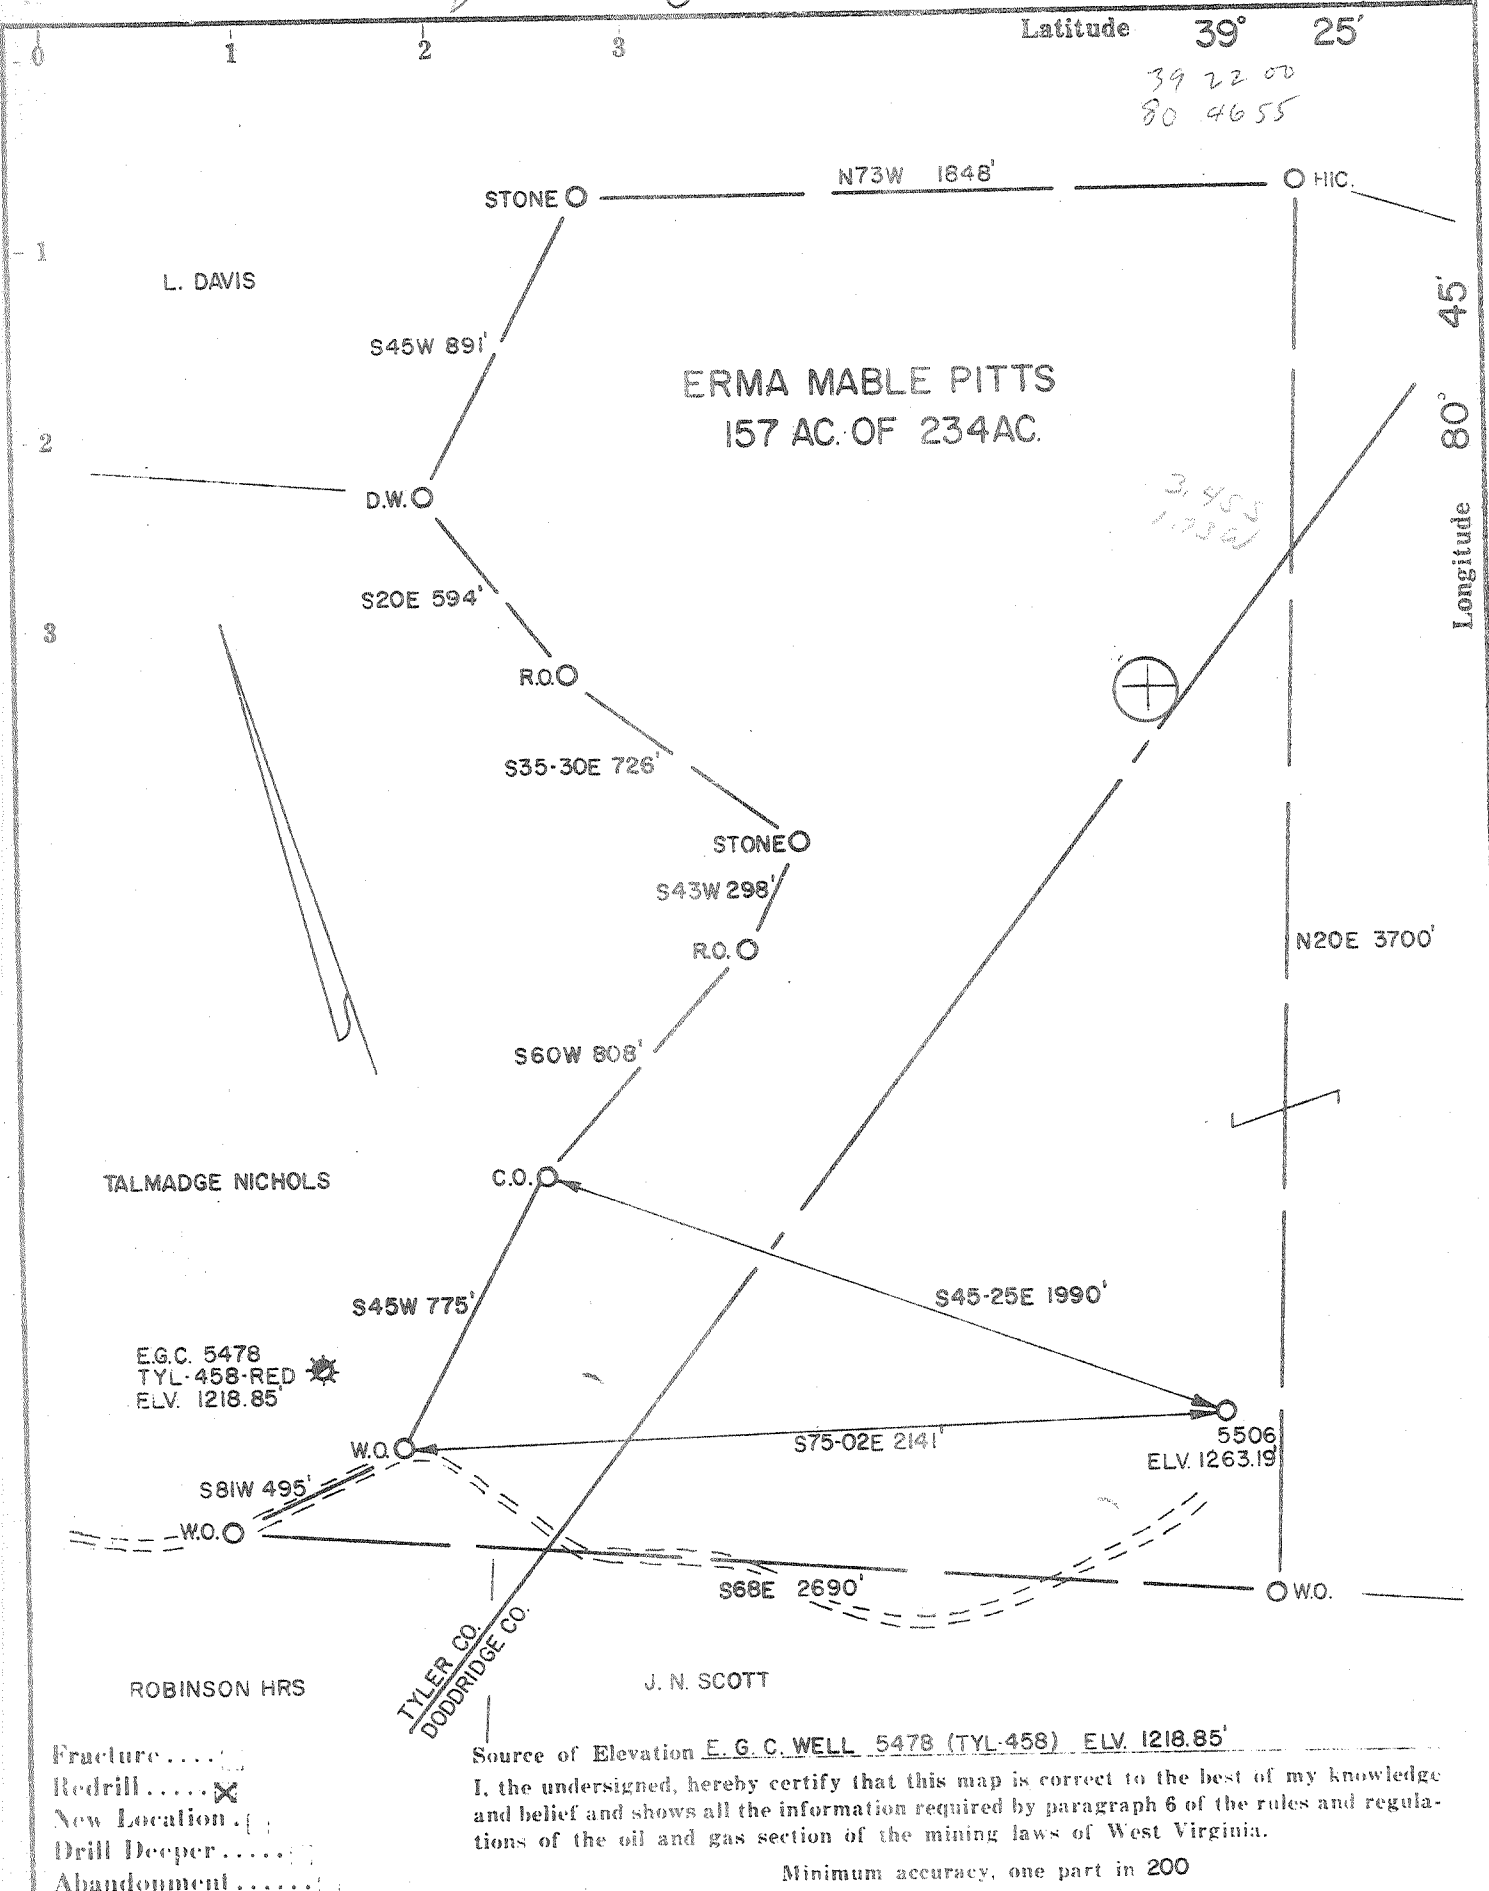 Latitude 39° 25'
0 1 2 3
39 22 00
80 46 55
N73W 1848'
STONE
HIC.
1
L. DAVIS
S45W 891'
Longitude 80° 45'
ERMA MABLE PITTS
157 AC. OF 234AC.
2
D.W.
3.455
S20E 594'
3
R.O.
S35-30E 726'
STONE
S43W 298'
R.O.
N20E 3700'
S60W 808'
TALMADGE NICHOLS
C.O.
S45-25E 1990'
S45W 775'
E.G.C. 5478
TYL-458-RED
ELV. 1218.85'
W.O.
S75-02E 2141'
5506
ELV. 1263.19'
S81W 495'
W.O.
S68E 2690'
W.O.
TYLER CO.
DODDRIDGE CO.
ROBINSON HRS
J. N. SCOTT
Source of Elevation E. G. C. WELL 5478 (TYL-458) ELV. 1218.85'
Fracture....
Redrill.....X
New Location.
Drill Deeper.....
Abandonment......
I, the undersigned, hereby certify that this map is correct to the best of my knowledge
and belief and shows all the information required by paragraph 6 of the rules and regula-
tions of the oil and gas section of the mining laws of West Virginia.
Minimum accuracy, one part in 200